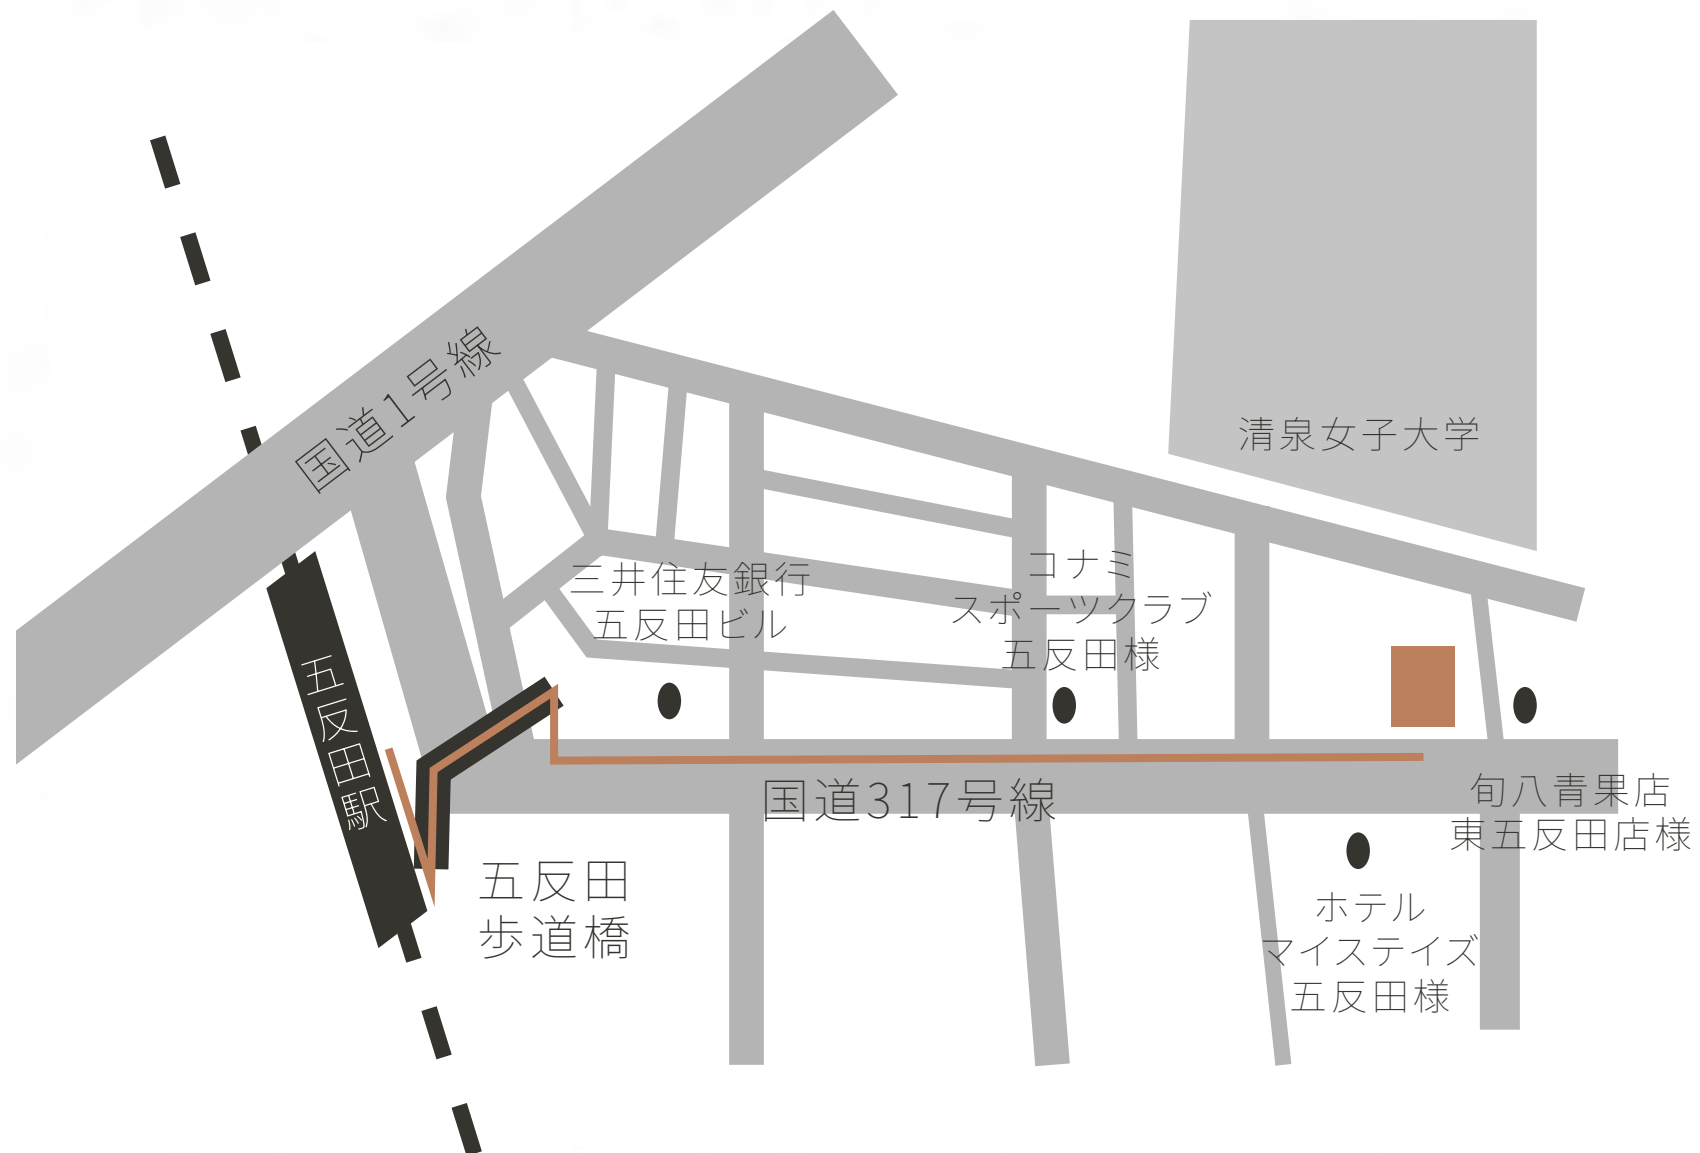 国道1号線
清泉女子大学
三井住友銀行
五反田ビル
コナミ
スポーツクラブ
五反田様
五反田駅
国道317号線
旬八青果店
東五反田店様
五反田
歩道橋
ホテル
マイステイズ
五反田様